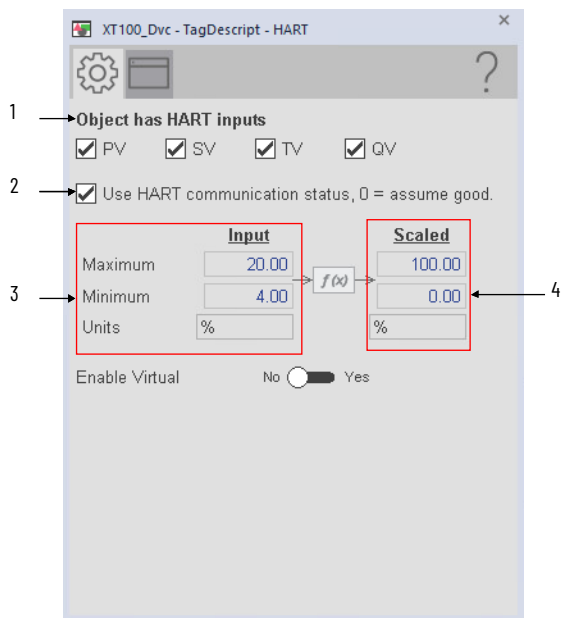 XT100_Dvc - TagDescript - HART ×
?
1 Object has HART inputs
PV SV TV QV
2 Use HART communication status, 0 = assume good.
Input Scaled
Maximum 20.00 f(x) 100.00
3 Minimum 4.00 0.00 4
Units % %
Enable Virtual No Yes